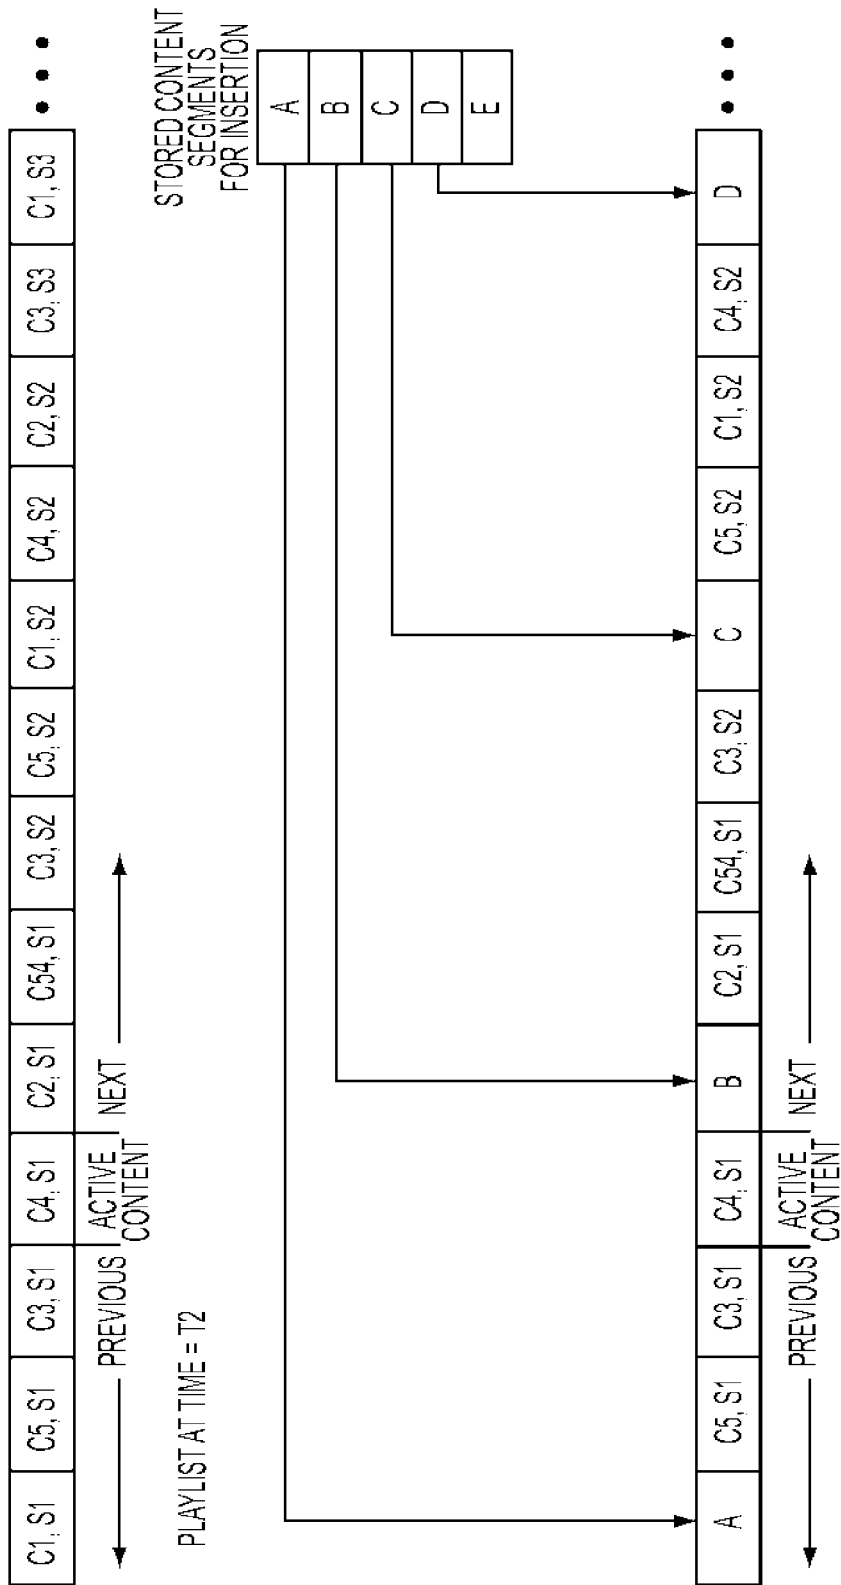 C1, S1
C5, S1
C3, S1
C4, S1
C2, S1
C54, S1
C3, S2
C5, S2
C1, S2
C4, S2
C2, S2
C3, S3
C1, S3
PREVIOUS
ACTIVE
CONTENT
NEXT
PLAYLIST AT TIME = T2
STORED CONTENT
SEGMENTS
FOR INSERTION
A
B
C
D
E
A
C5, S1
C3, S1
C4, S1
B
C2, S1
C54, S1
C3, S2
C
C5, S2
C1, S2
C4, S2
D
PREVIOUS
ACTIVE
CONTENT
NEXT